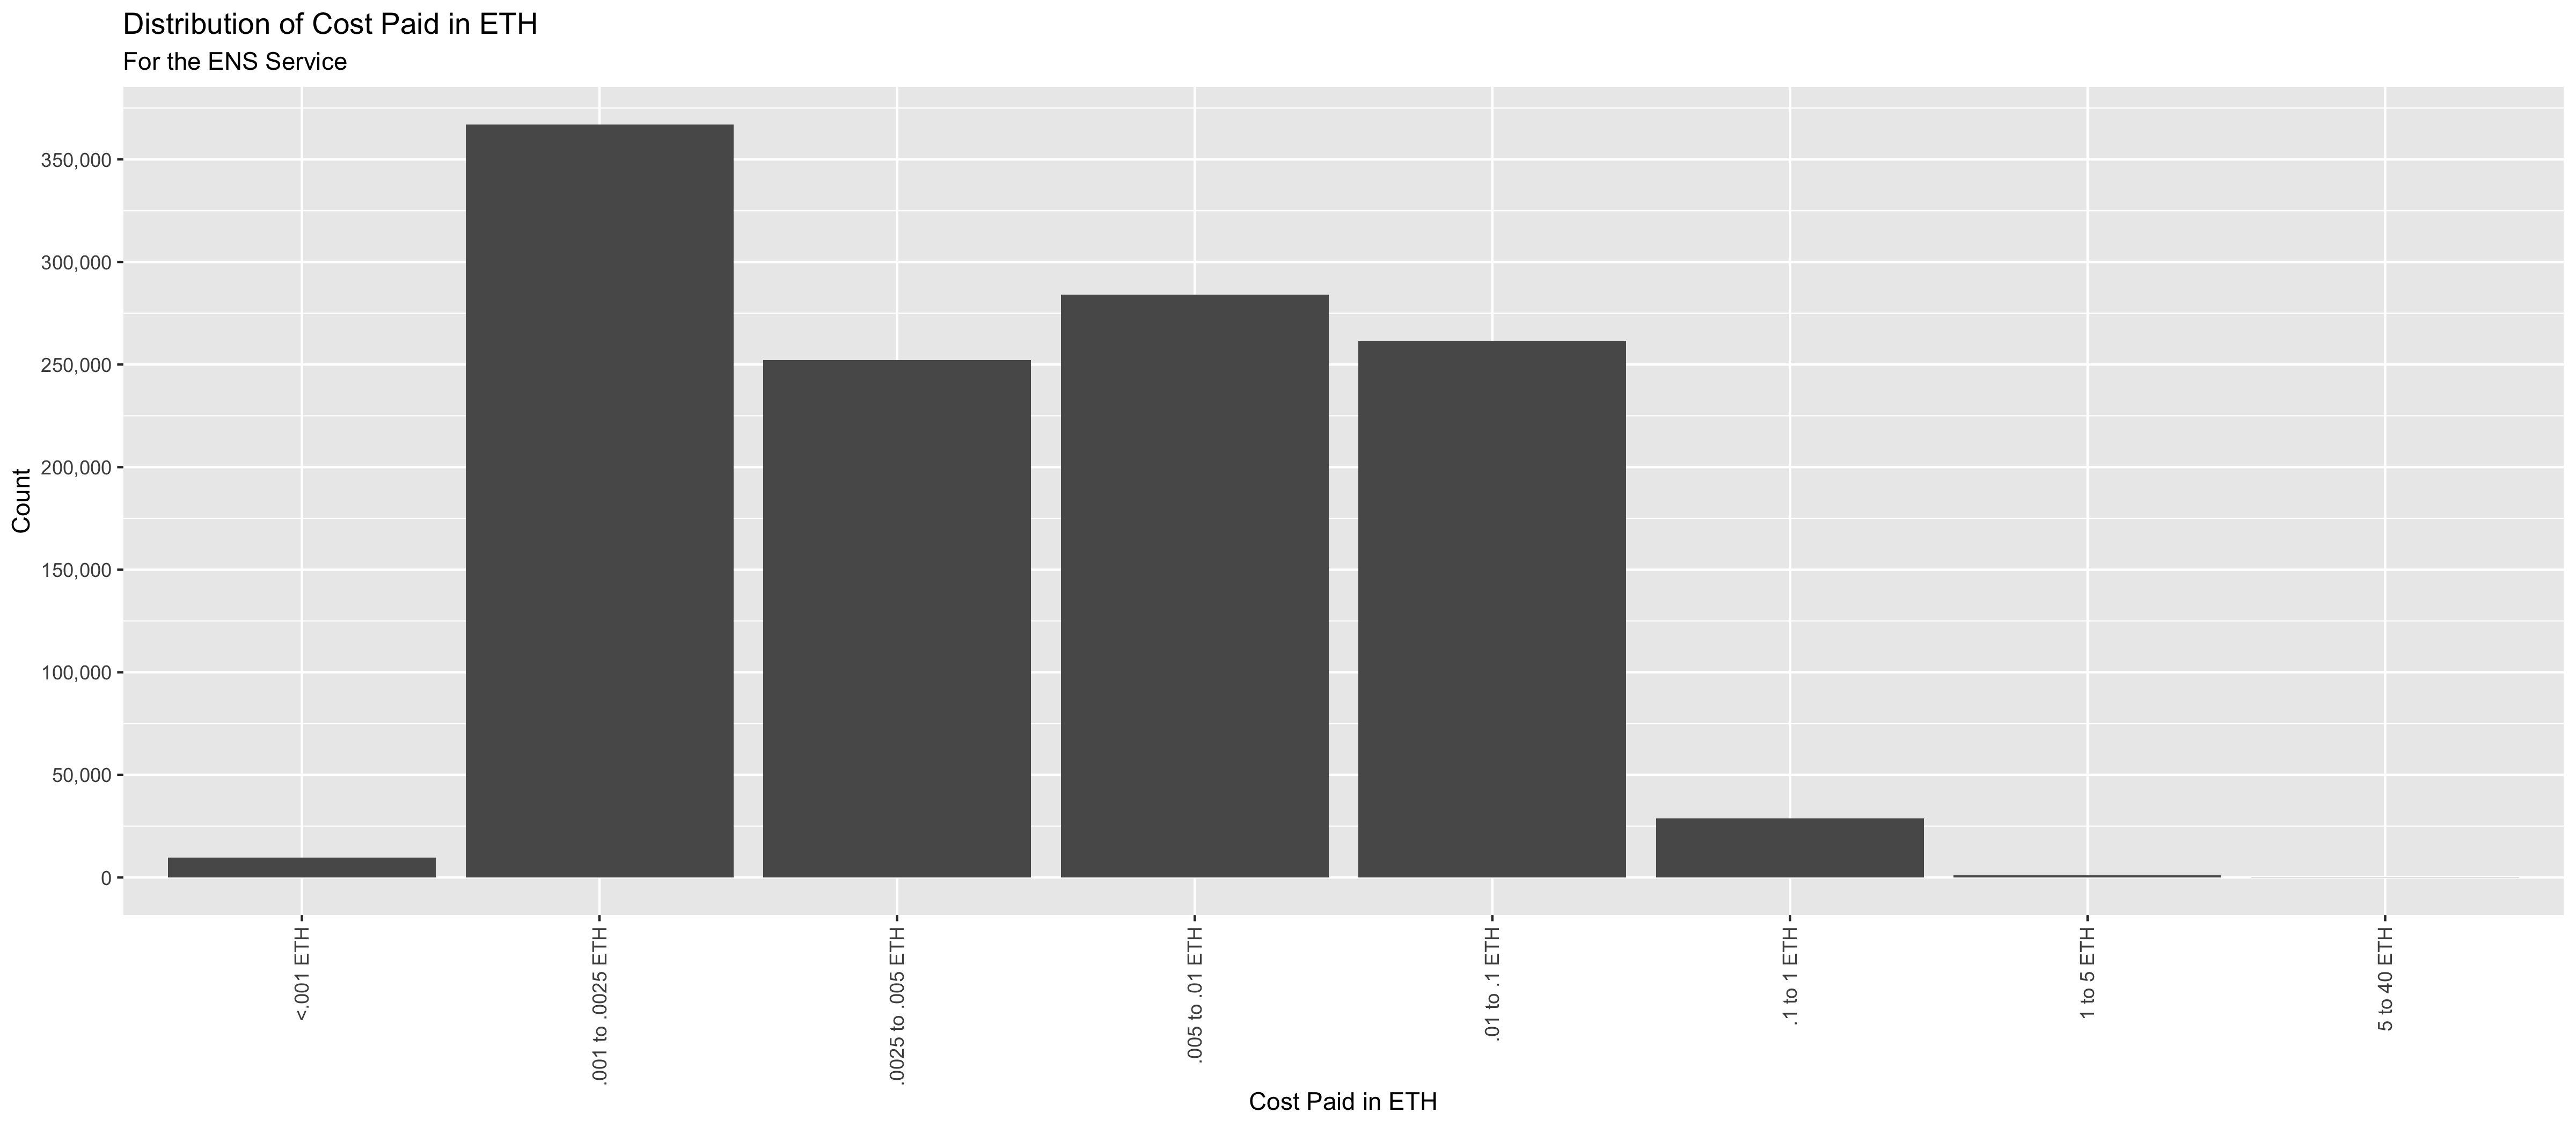 Distribution of Cost Paid in ETH
For the ENS Service
Count
350,000
300,000
250,000
200,000
150,000
100,000
50,000
0
<.001 ETH
.001 to .0025 ETH
.0025 to .005 ETH
.005 to .01 ETH
.01 to .1 ETH
.1 to 1 ETH
1 to 5 ETH
5 to 40 ETH
Cost Paid in ETH